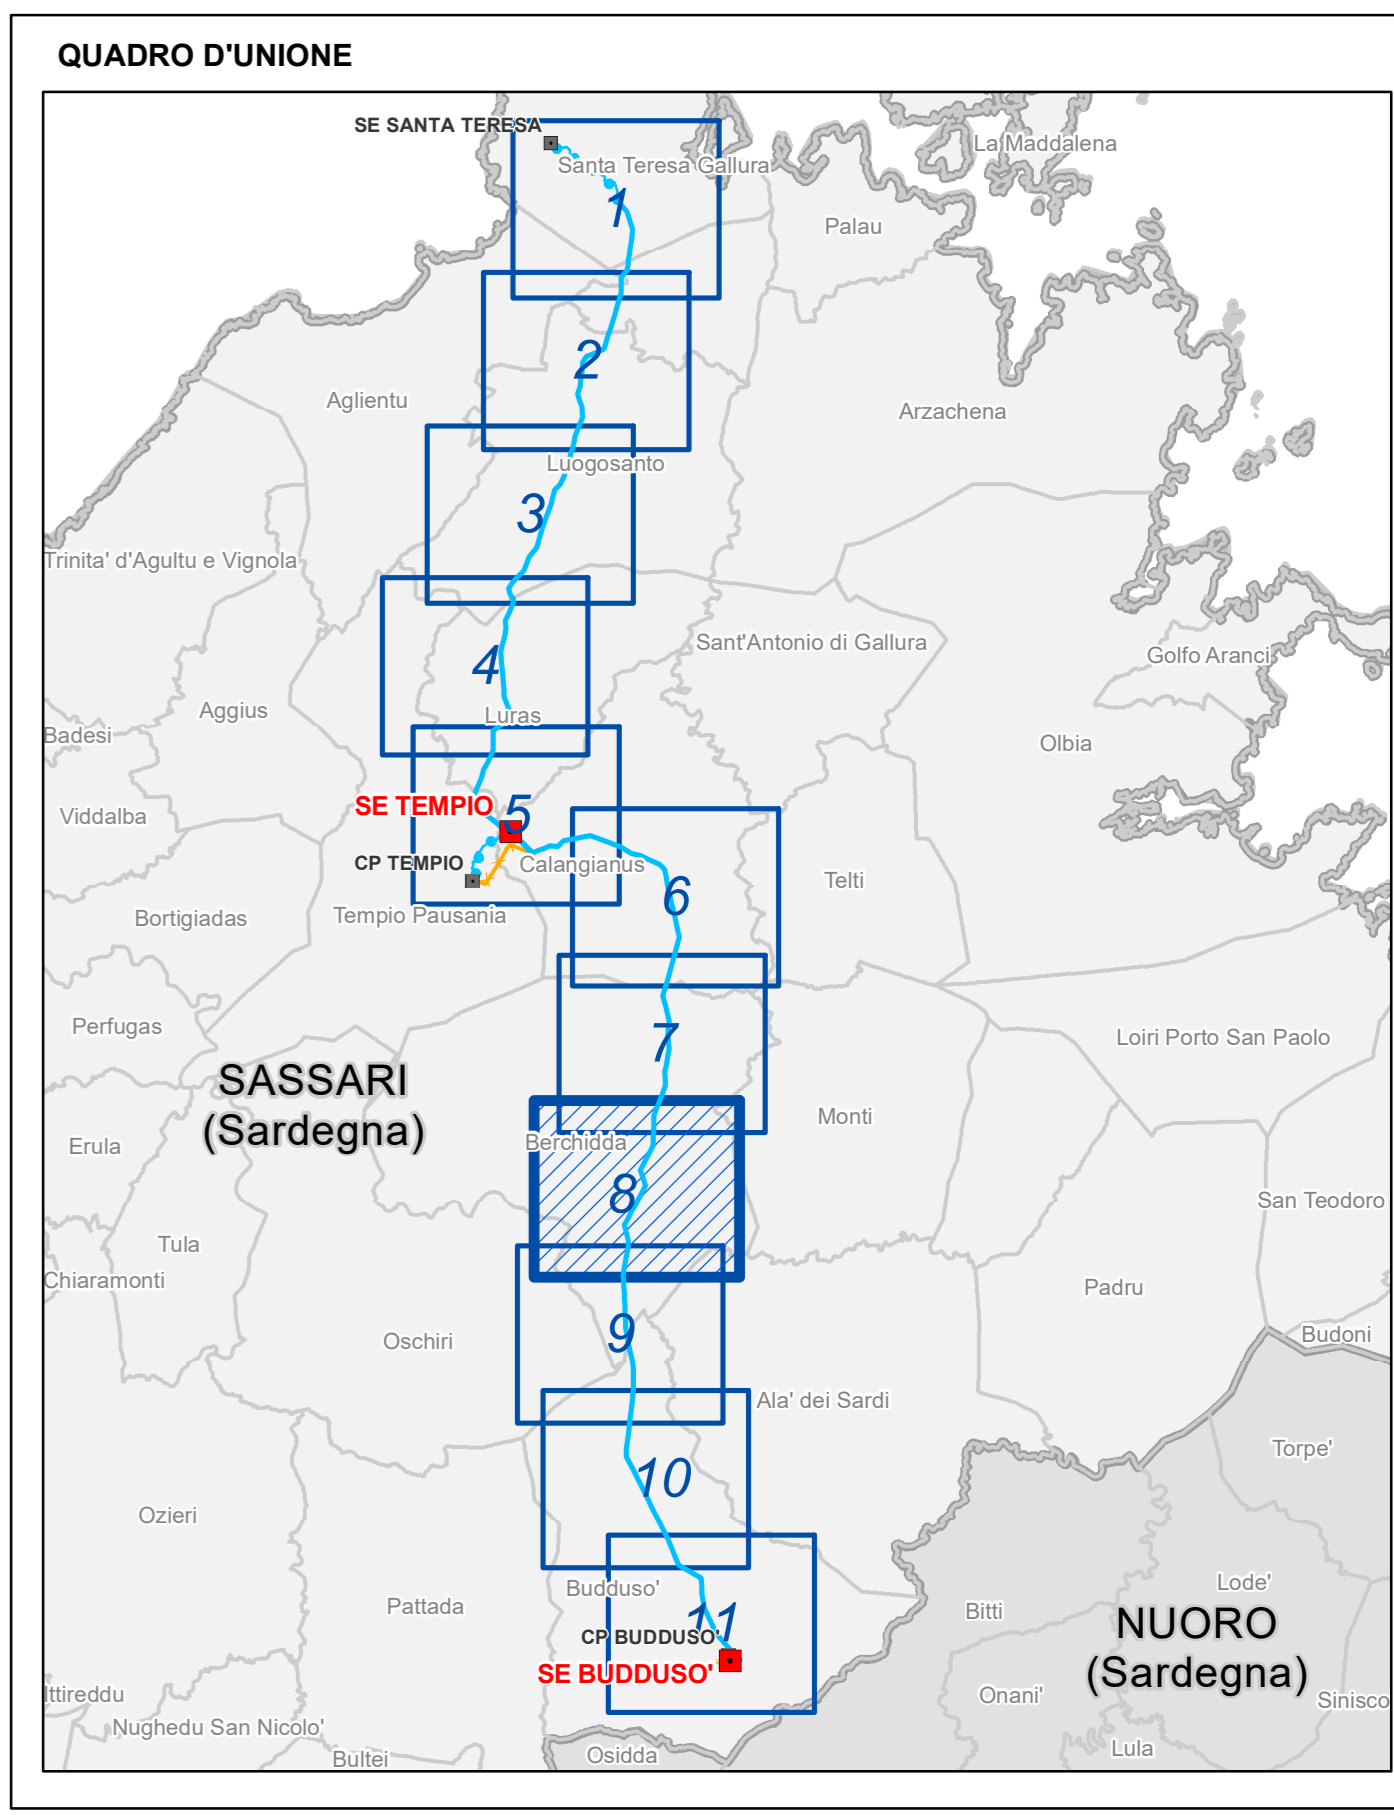 QUADRO D'UNIONE
SE SANTA TERESA
La Maddalena
Santa Teresa Gallura
1
Palau
2
Aglientu
Arzachena
Luogosanto
3
Trinita' d'Agultu e Vignola
Sant'Antonio di Gallura
Golfo Aranci
4
Aggius
Luras
Badesi
Olbia
SE TEMPIO
5
Viddalba
CP TEMPIO
Calangianus
Telti
6
Bortigiadas
Tempio Pausania
Perfugas
Loiri Porto San Paolo
7
SASSARI
(Sardegna)
Monti
Erula
Berchidda
8
San Teodoro
Tula
Chiaramonti
Padru
9
Oschiri
Budoni
Ala' dei Sardi
Torpe'
10
Ozieri
Budduso'
Lode'
Pattada
Bitti
11
NUORO
(Sardegna)
CP BUDDUSO'
SE BUDDUSO'
Ittireddu
Onani'
Sinisco
Nughedu San Nicolo'
Bultei
Osidda
Lula